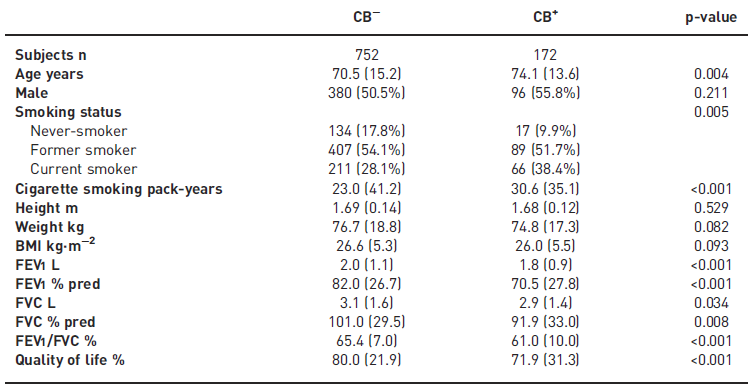 CB⁻ CB⁺ p-value
Subjects n 752 172
Age years 70.5 (15.2) 74.1 (13.6) 0.004
Male 380 (50.5%) 96 (55.8%) 0.211
Smoking status 0.005
Never-smoker 134 (17.8%) 17 (9.9%)
Former smoker 407 (54.1%) 89 (51.7%)
Current smoker 211 (28.1%) 66 (38.4%)
Cigarette smoking pack-years 23.0 (41.2) 30.6 (35.1) <0.001
Height m 1.69 (0.14) 1.68 (0.12) 0.529
Weight kg 76.7 (18.8) 74.8 (17.3) 0.082
BMI kg·m⁻² 26.6 (5.3) 26.0 (5.5) 0.093
FEV1 L 2.0 (1.1) 1.8 (0.9) <0.001
FEV1 % pred 82.0 (26.7) 70.5 (27.8) <0.001
FVC L 3.1 (1.6) 2.9 (1.4) 0.034
FVC % pred 101.0 (29.5) 91.9 (33.0) 0.008
FEV1/FVC % 65.4 (7.0) 61.0 (10.0) <0.001
Quality of life % 80.0 (21.9) 71.9 (31.3) <0.001